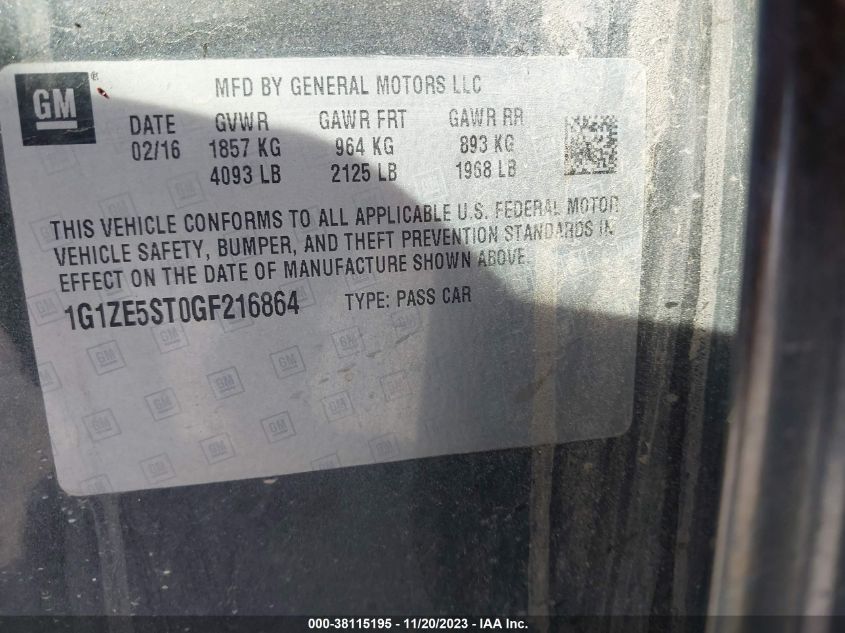 GM ®
MFD BY GENERAL MOTORS LLC
DATE GVWR GAWR FRT GAWR RR
02/16 1857 KG 964 KG 893 KG
4093 LB 2125 LB 1968 LB
THIS VEHICLE CONFORMS TO ALL APPLICABLE U.S. FEDERAL MOTOR
VEHICLE SAFETY, BUMPER, AND THEFT PREVENTION STANDARDS IN
EFFECT ON THE DATE OF MANUFACTURE SHOWN ABOVE
1G1ZE5ST0GF216864 TYPE: PASS CAR
000-38115195 - 11/20/2023 - IAAI.com